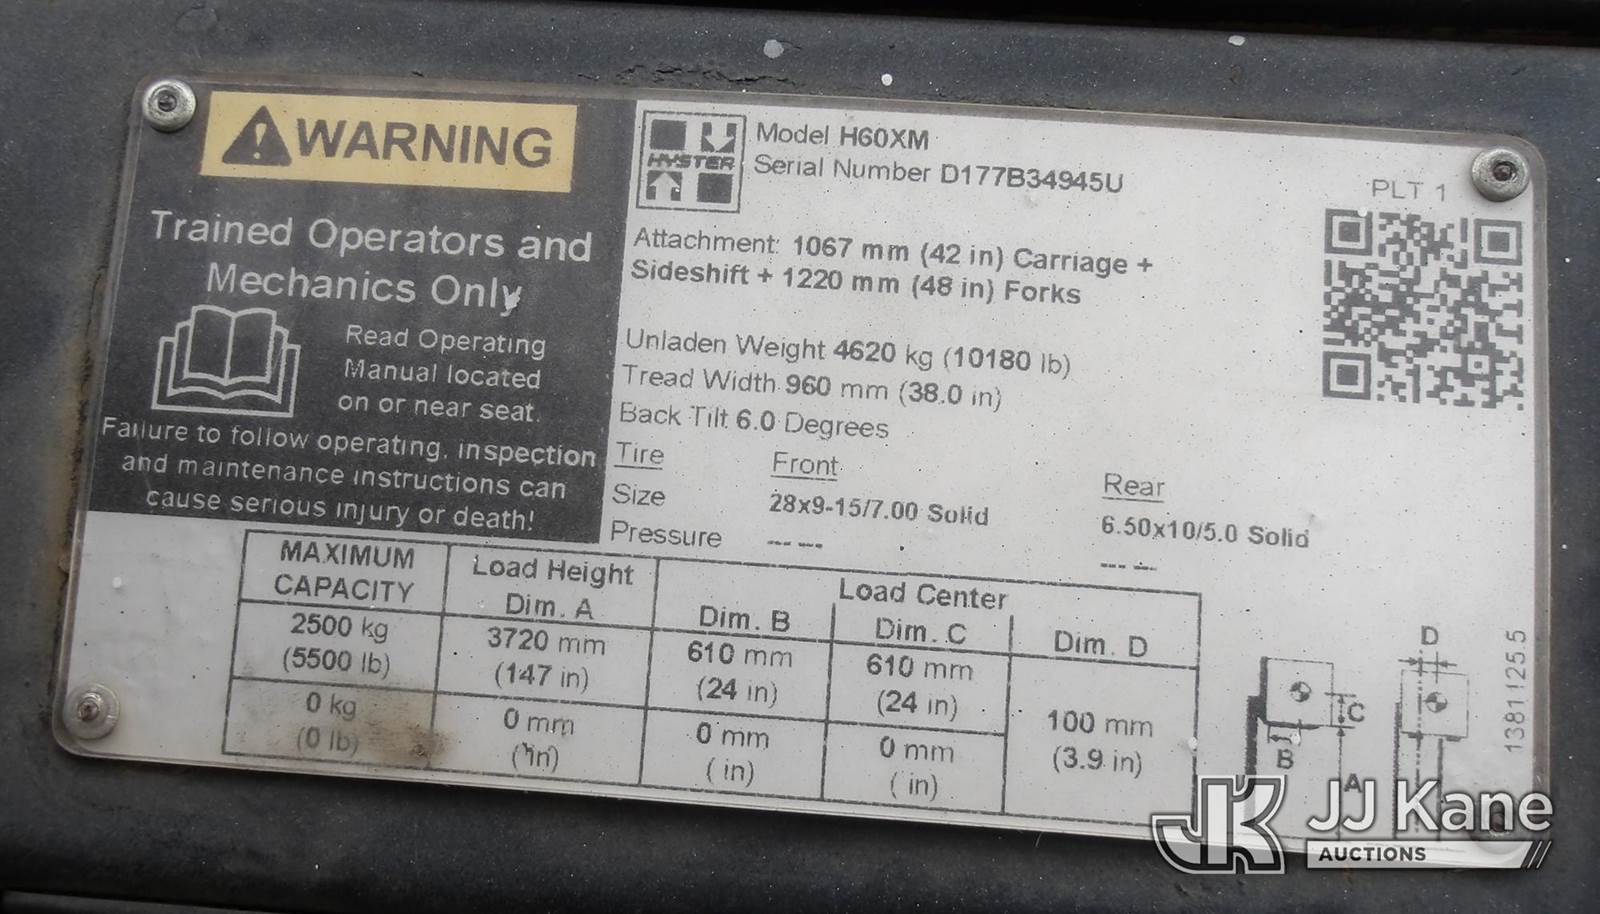 WARNING
Trained Operators and
Mechanics Only
Read Operating
Manual located
on or near seat.
Failure to follow operating, inspection
and maintenance instructions can
cause serious injury or death!
HYSTER
Model H60XM
Serial Number D177B34945U
PLT 1
Attachment: 1067 mm (42 in) Carriage +
Sideshift + 1220 mm (48 in) Forks
Unladen Weight 4620 kg (10180 lb)
Tread Width 960 mm (38.0 in)
Back Tilt 6.0 Degrees
Tire Front Rear
Size 28x9-15/7.00 Solid 6.50x10/5.0 Solid
Pressure --- --- --- ---
MAXIMUM CAPACITY Load Height Dim. A Load Center Dim. B Dim. C Dim. D
2500 kg 3720 mm 610 mm 610 mm 100 mm
(5500 lb) (147 in) (24 in) (24 in) (3.9 in)
0 kg 0 mm 0 mm 0 mm
(0 lb) ( in) ( in) ( in)
D
C
B
A
138112​55
JJ Kane
AUCTIONS